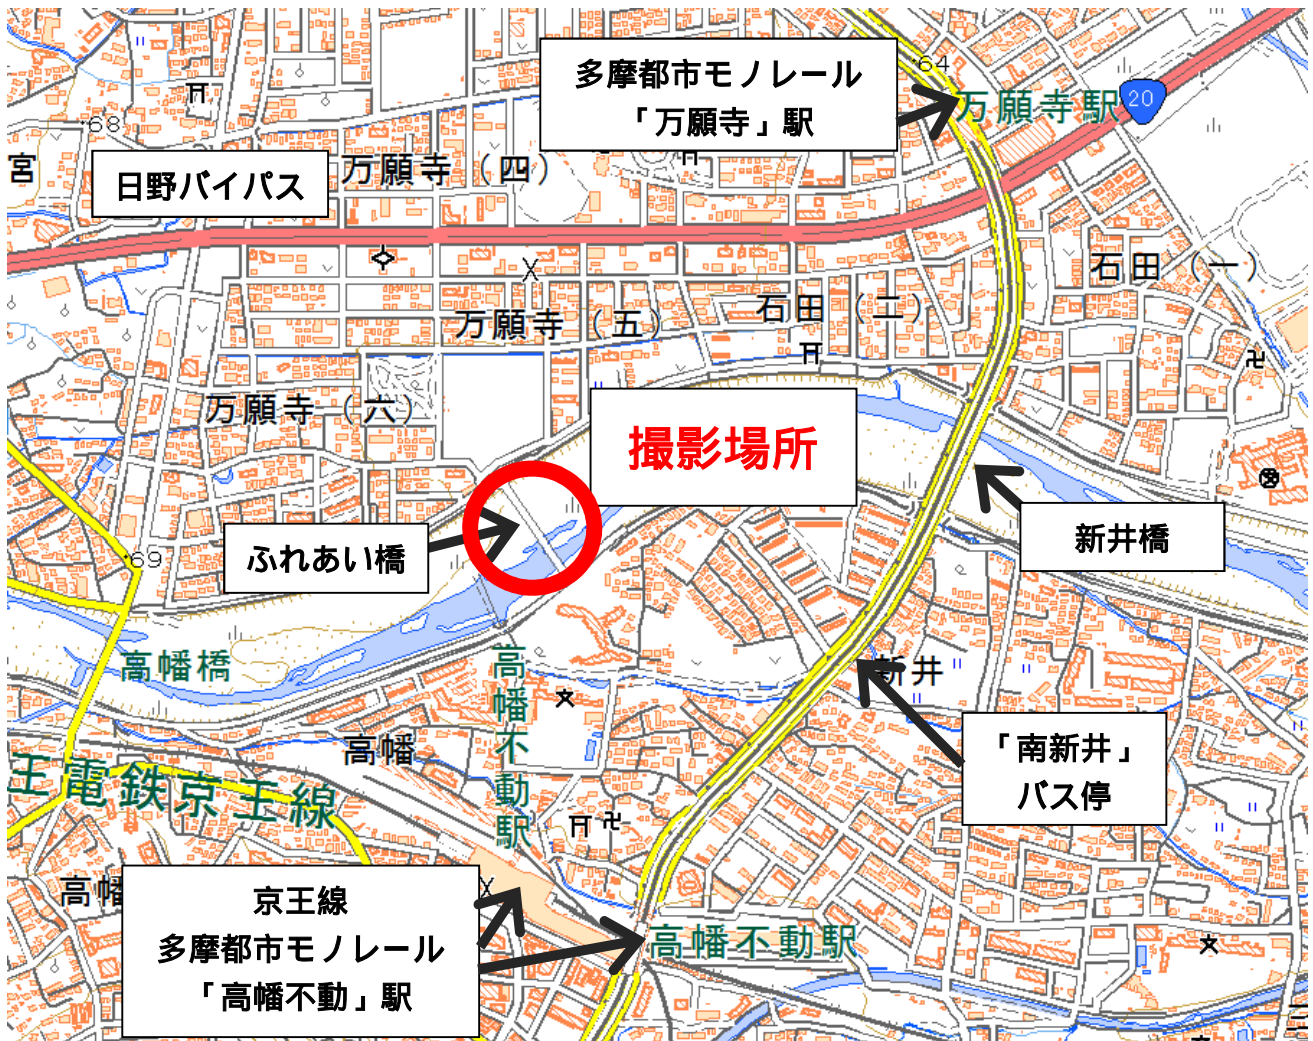 多摩都市モノレール
「万願寺」駅
64
万願寺駅
20
68
宮
日野バイパス
万願寺（四）
石田（一）
万願寺（五）
石田（二）
万願寺（六）
撮影場所
ふれあい橋
新井橋
69
高幡橋
高幡不動駅
新井
高幡
「南新井」
バス停
王電鉄京王線
高幡
京王線
多摩都市モノレール
「高幡不動」駅
高幡不動駅